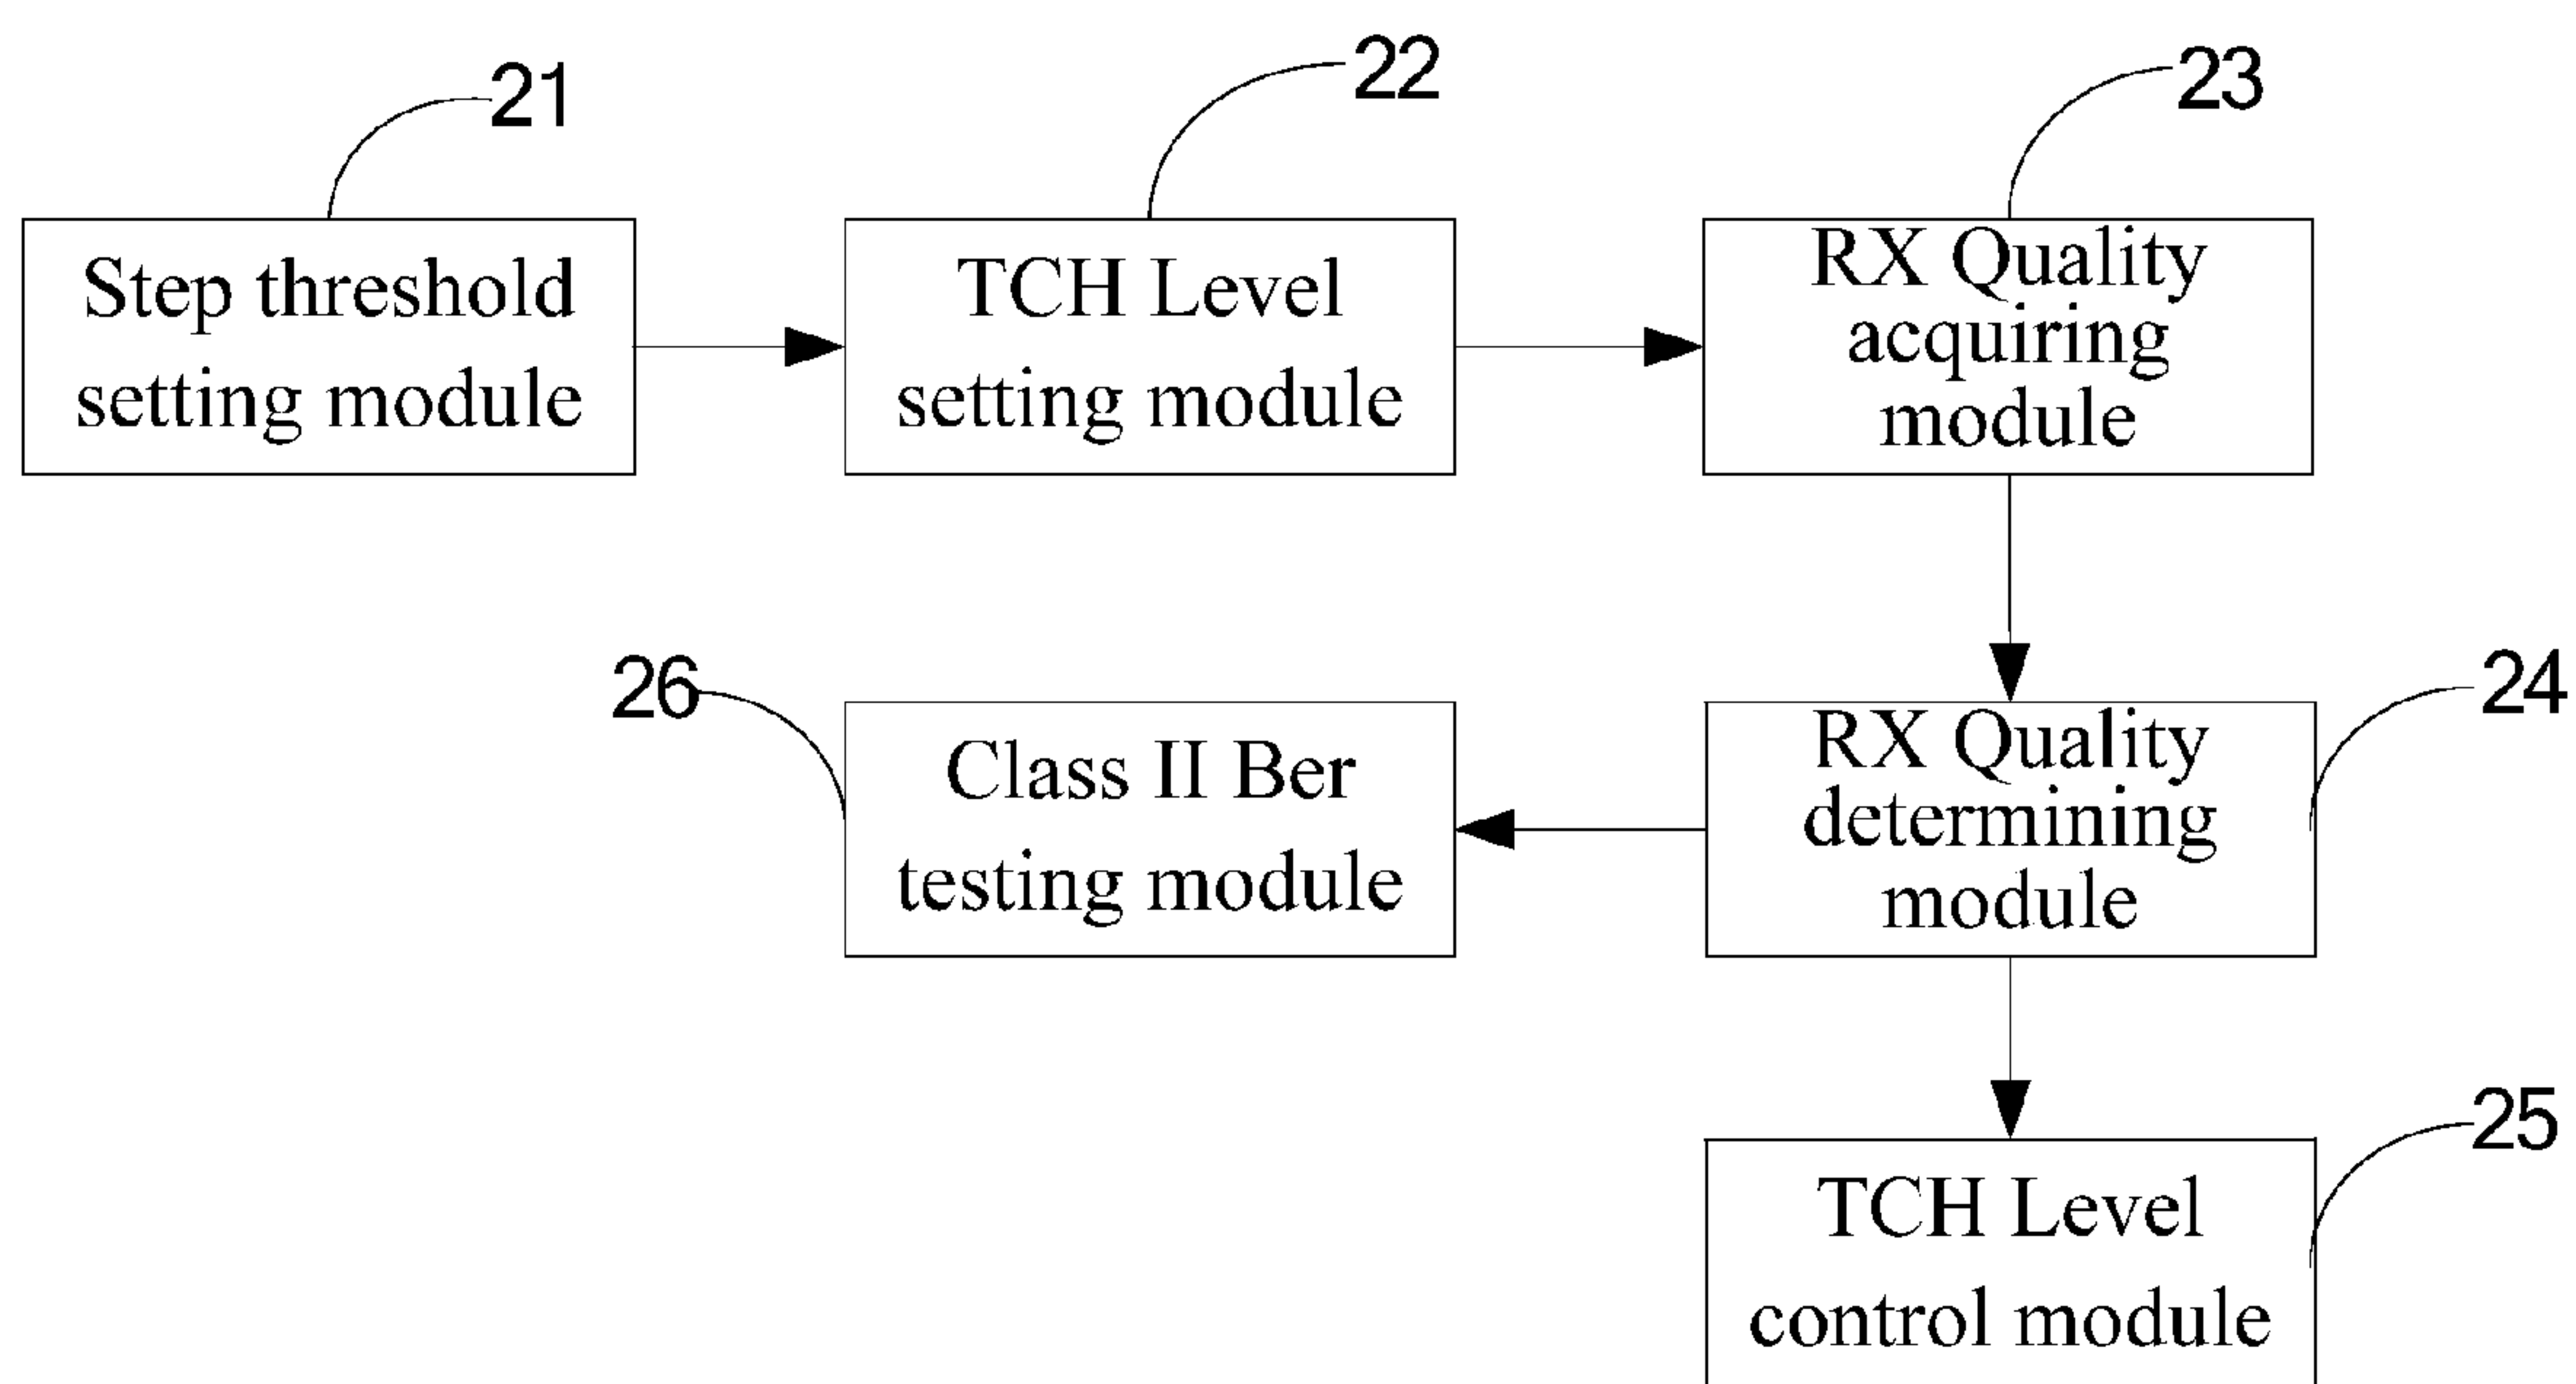 21
22
23
Step threshold
setting module
TCH Level
setting module
RX Quality
acquiring
module
26
24
Class II Ber
testing module
RX Quality
determining
module
25
TCH Level
control module